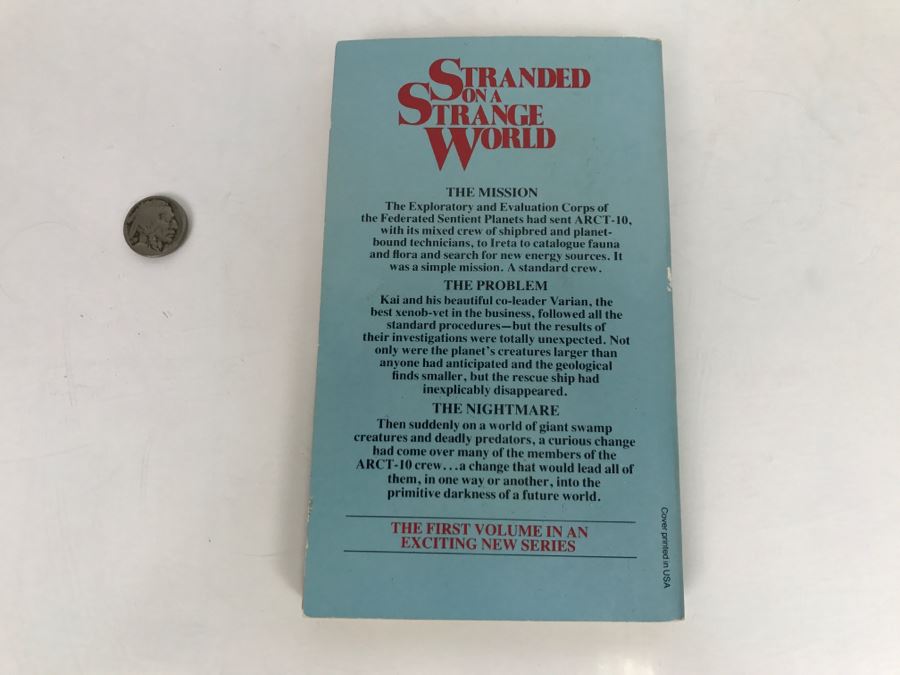 STRANDED
ON A
STRANGE
WORLD
THE MISSION
The Exploratory and Evaluation Corps of
the Federated Sentient Planets had sent ARCT-10,
with its mixed crew of shipbred and planet-
bound technicians, to Ireta to catalogue fauna
and flora and search for new energy sources. It
was a simple mission. A standard crew.
THE PROBLEM
Kai and his beautiful co-leader Varian, the
best xenob-vet in the business, followed all the
standard procedures—but the results of
their investigations were totally unexpected. Not
only were the planet's creatures larger than
anyone had anticipated and the geological
finds smaller, but the rescue ship had
inexplicably disappeared.
THE NIGHTMARE
Then suddenly on a world of giant swamp
creatures and deadly predators, a curious change
had come over many of the members of the
ARCT-10 crew...a change that would lead all of
them, in one way or another, into the
primitive darkness of a future world.
THE FIRST VOLUME IN AN
EXCITING NEW SERIES
Cover printed in USA